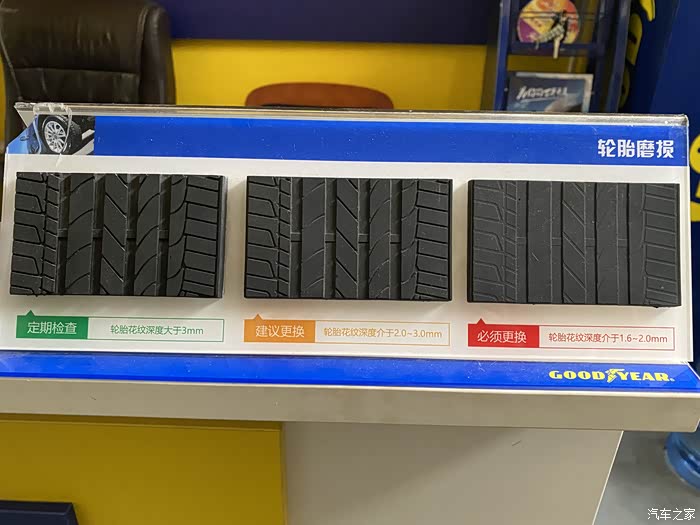 轮胎磨损
定期检查 轮胎花纹深度大于3mm
建议更换 轮胎花纹深度介于2.0~3.0mm
必须更换 轮胎花纹深度介于1.6~2.0mm
GOODYEAR
汽车之家